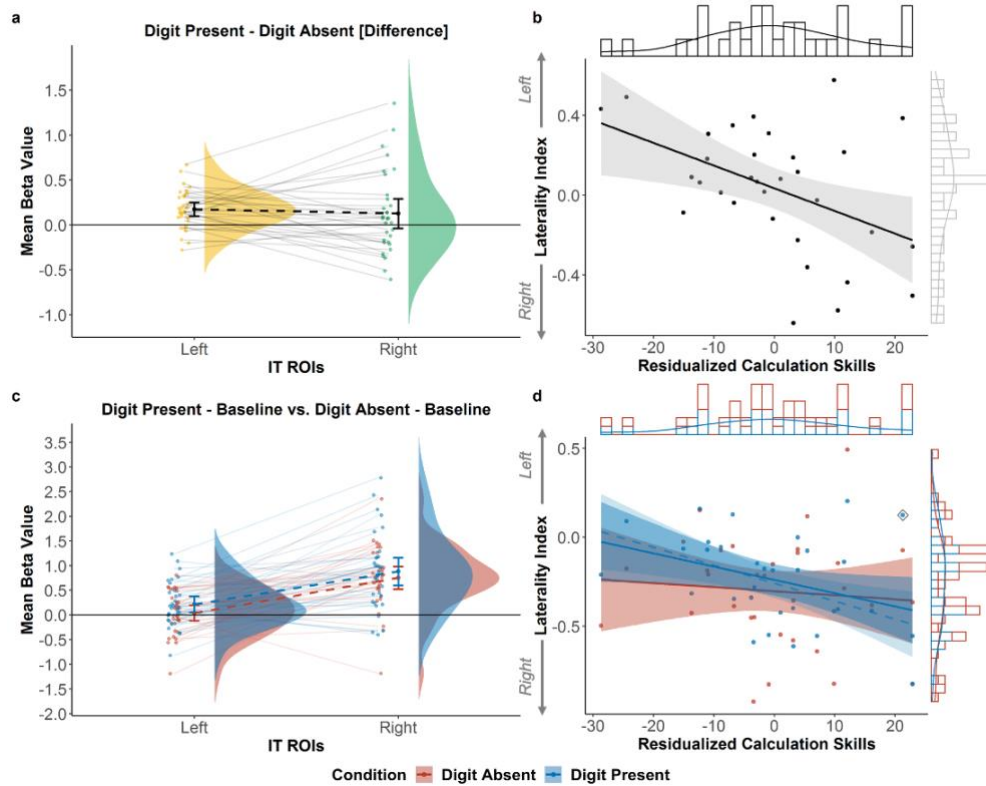 a
Digit Present - Digit Absent [Difference]
Mean Beta Value
1.5
1.0
0.5
0.0
-0.5
-1.0
Left
Right
IT ROIs
b
Left
Laterality Index
Right
0.4
0.0
-0.4
-30
-20
-10
0
10
20
Residualized Calculation Skills
c
Digit Present - Baseline vs. Digit Absent - Baseline
Mean Beta Value
3.5
3.0
2.5
2.0
1.5
1.0
0.5
0.0
-0.5
-1.0
-1.5
-2.0
Left
Right
IT ROIs
d
Left
Laterality Index
Right
0.5
0.0
-0.5
-30
-20
-10
0
10
20
Residualized Calculation Skills
Condition Digit Absent Digit Present